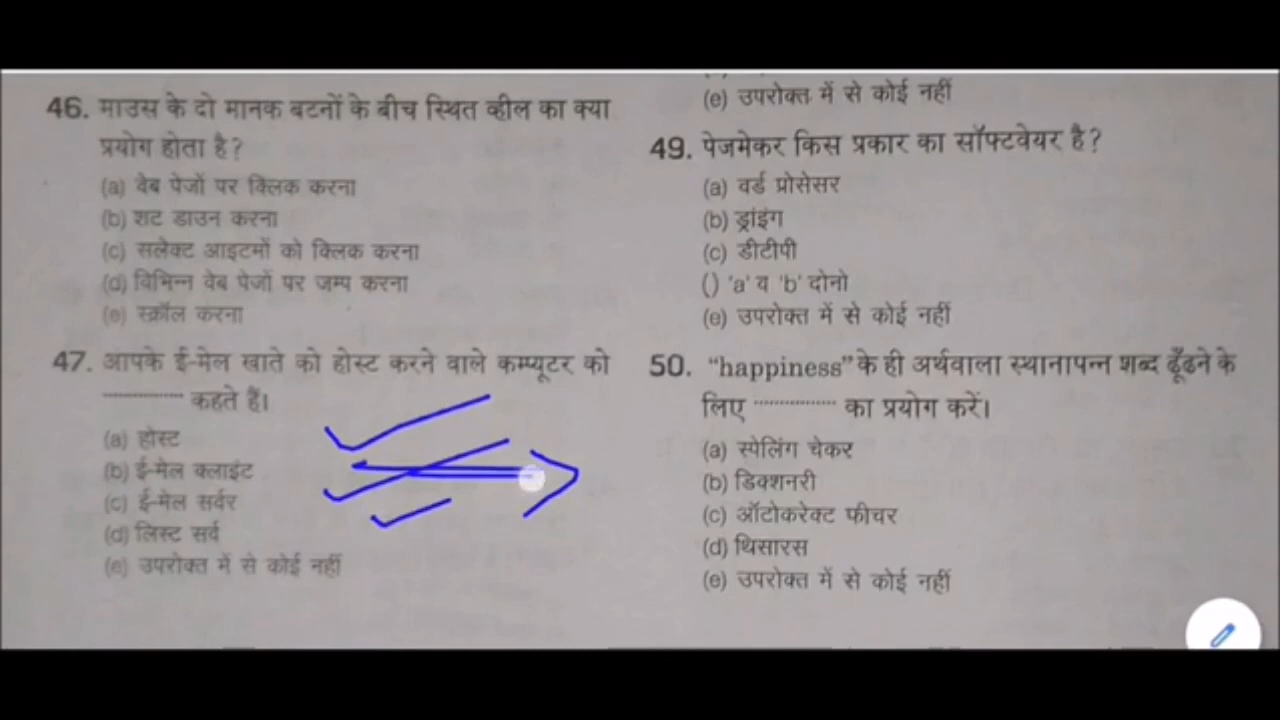 46. माउस के दो मानक बटनों के बीच स्थित व्हील का क्या
प्रयोग होता है?
(a) वेब पेजों पर क्लिक करना
(b) शट डाउन करना
(c) सलेक्ट आइटमों को क्लिक करना
(d) विभिन्न वेब पेजों पर जम्प करना
(e) स्क्रॉल करना
47. आपके ई-मेल खाते को होस्ट करने वाले कम्प्यूटर को
................ कहते हैं।
(a) होस्ट
(b) ई-मेल क्लाइंट
(c) ई-मेल सर्वर
(d) लिस्ट सर्व
(e) उपरोक्त में से कोई नहीं
(e) उपरोक्त में से कोई नहीं
49. पेजमेकर किस प्रकार का सॉफ्टवेयर है?
(a) वर्ड प्रोसेसर
(b) ड्रांइंग
(c) डीटीपी
() 'a' व 'b' दोनो
(e) उपरोक्त में से कोई नहीं
50. “happiness” के ही अर्थवाला स्थानापन्न शब्द ढूँढने के
लिए ................ का प्रयोग करें।
(a) स्पेलिंग चेकर
(b) डिक्शनरी
(c) ऑटोकरेक्ट फीचर
(d) थिसारस
(e) उपरोक्त में से कोई नहीं